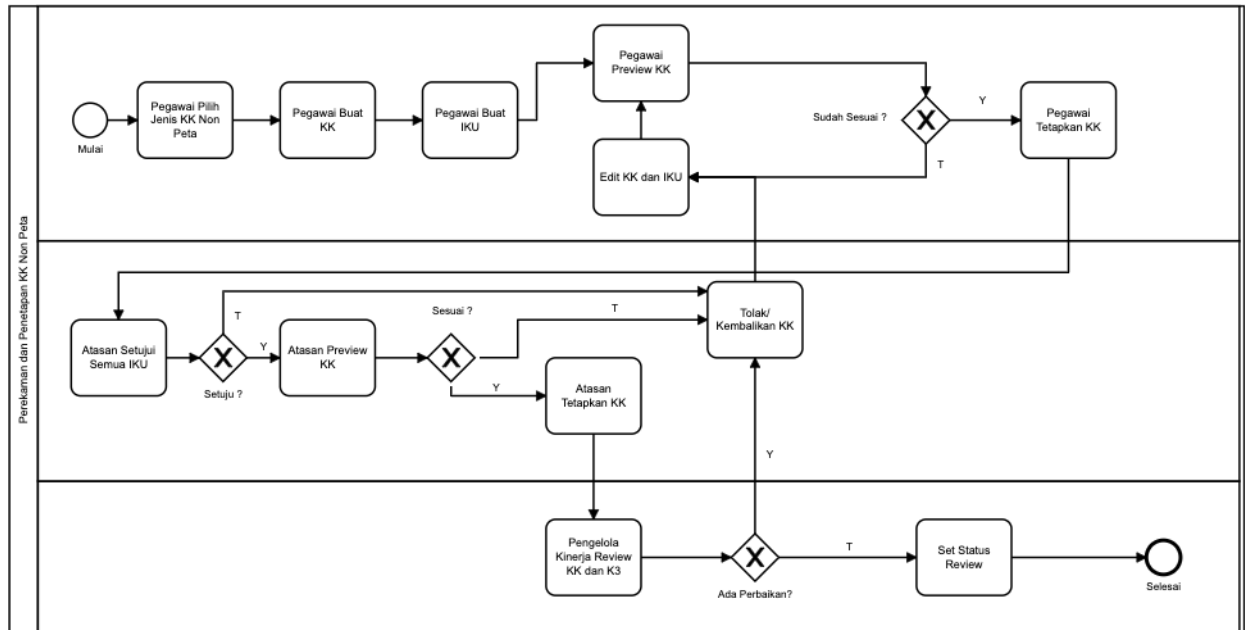 Perekaman dan Penetapan KK Non Peta
Mulai
Pegawai Pilih
Jenis KK Non
Peta
Pegawai Buat
KK
Pegawai Buat
IKU
Pegawai
Preview KK
Edit KK dan IKU
Sudah Sesuai ?
Y
T
Pegawai
Tetapkan KK
Atasan Setujui
Semua IKU
Setuju ?
T
Y
Atasan Preview
KK
Sesuai ?
T
Y
Atasan
Tetapkan KK
Tolak/
Kembalikan KK
Y
Pengelola
Kinerja Review
KK dan K3
Ada Perbaikan?
T
Set Status
Review
Selesai